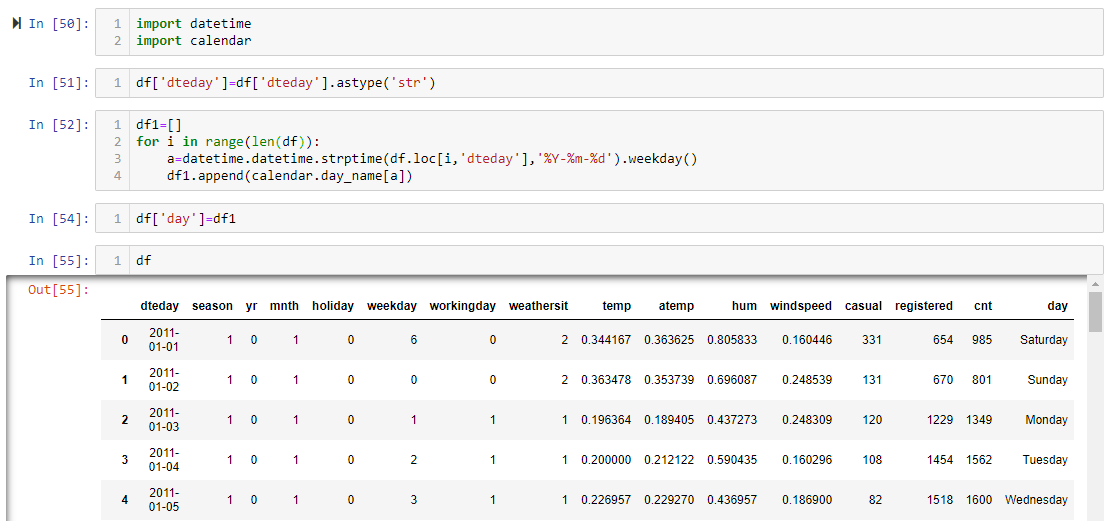 In [50]:
1 import datetime
2 import calendar
In [51]:
1 df['dteday']=df['dteday'].astype('str')
In [52]:
1 df1=[]
2 for i in range(len(df)):
3     a=datetime.datetime.strptime(df.loc[i,'dteday'],'%Y-%m-%d').weekday()
4     df1.append(calendar.day_name[a])
In [54]:
1 df['day']=df1
In [55]:
1 df
Out[55]:
dteday season yr mnth holiday weekday workingday weathersit temp atemp hum windspeed casual registered cnt day
0 2011-01-01 1 0 1 0 6 0 2 0.344167 0.363625 0.805833 0.160446 331 654 985 Saturday
1 2011-01-02 1 0 1 0 0 0 2 0.363478 0.353739 0.696087 0.248539 131 670 801 Sunday
2 2011-01-03 1 0 1 0 1 1 1 0.196364 0.189405 0.437273 0.248309 120 1229 1349 Monday
3 2011-01-04 1 0 1 0 2 1 1 0.200000 0.212122 0.590435 0.160296 108 1454 1562 Tuesday
4 2011-01-05 1 0 1 0 3 1 1 0.226957 0.229270 0.436957 0.186900 82 1518 1600 Wednesday